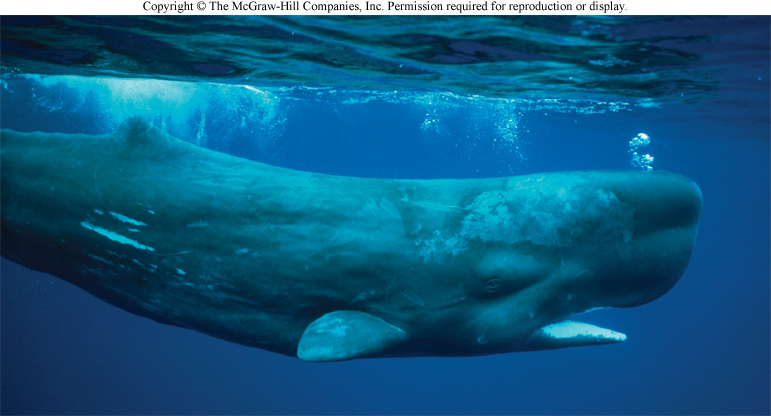 Copyright © The McGraw-Hill Companies, Inc. Permission required for reproduction or display.